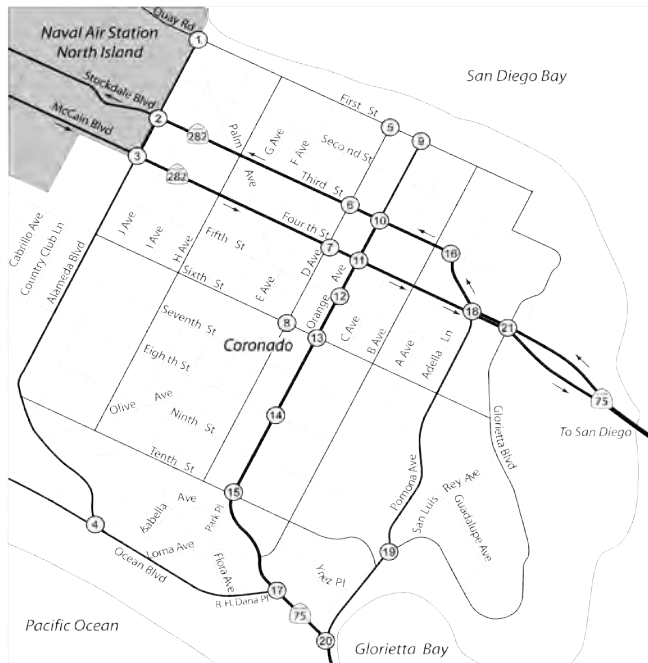 Quay Rd
Naval Air Station
North Island
1
San Diego Bay
Stockdale Blvd
First St
McCain Blvd
2
5
9
282
Palm
Ave
G Ave
F Ave
Second St
3
282
Third St
6
10
Fourth St
Cabrillo Ave
Country Club Ln
Alameda Blvd
J Ave
I Ave
H Ave
Fifth St
D Ave
7
11
16
Sixth St
E Ave
Orange Ave
12
18
21
Seventh St
8
13
C Ave
B Ave
A Ave
Adella Ln
Coronado
Eighth St
75
Olive Ave
Ninth St
14
Glorietta Blvd
To San Diego
Tenth St
15
Pomona Ave
San Luis Rey Ave
Guadalupe Ave
Isabella Ave
Park Pl
4
Loma Ave
19
Ocean Blvd
Flora Ave
Ynez Pl
R.H. Dana Pl
17
75
Pacific Ocean
20
Glorietta Bay